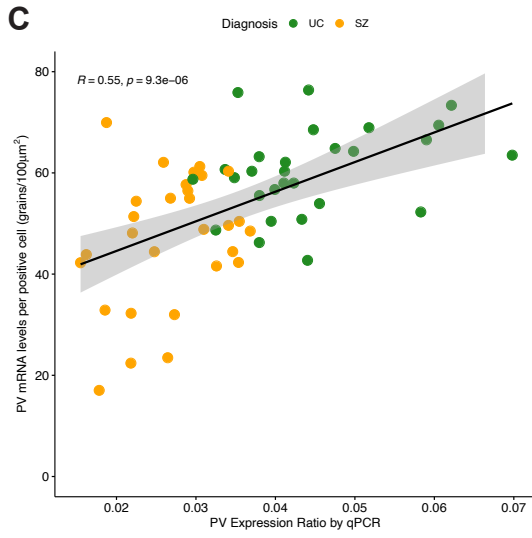 C
Diagnosis UC SZ
R = 0.55, p = 9.3e−06
PV mRNA levels per positive cell (grains/100μm²)
80
60
40
20
0
0.02 0.03 0.04 0.05 0.06 0.07
PV Expression Ratio by qPCR